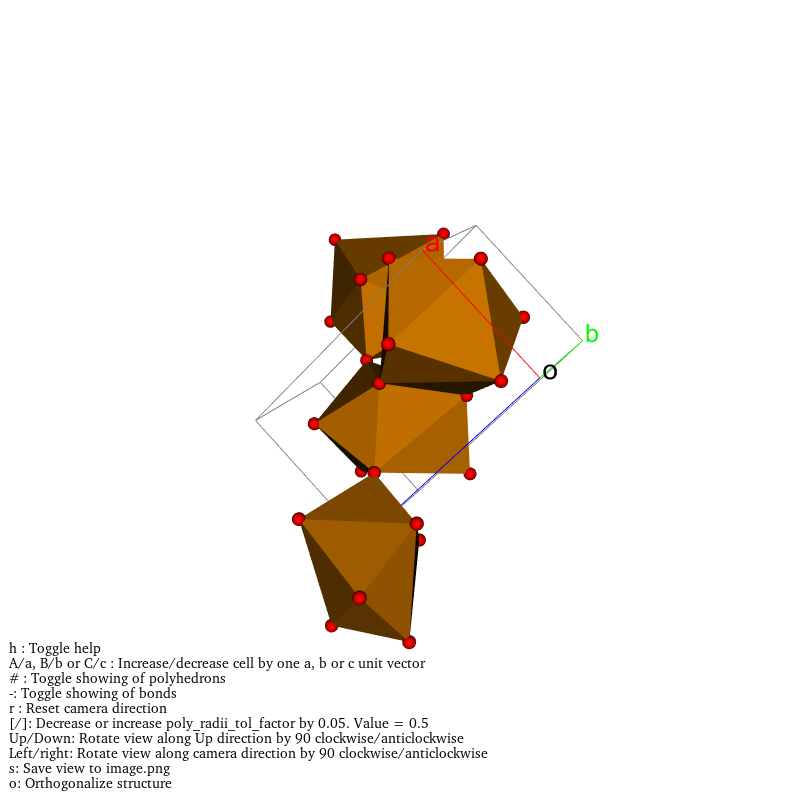 a
b
o
h : Toggle help
A/a, B/b or C/c : Increase/decrease cell by one a, b or c unit vector
# : Toggle showing of polyhedrons
-: Toggle showing of bonds
r : Reset camera direction
[/]: Decrease or increase poly_radii_tol_factor by 0.05. Value = 0.5
Up/Down: Rotate view along Up direction by 90 clockwise/anticlockwise
Left/right: Rotate view along camera direction by 90 clockwise/anticlockwise
s: Save view to image.png
o: Orthogonalize structure